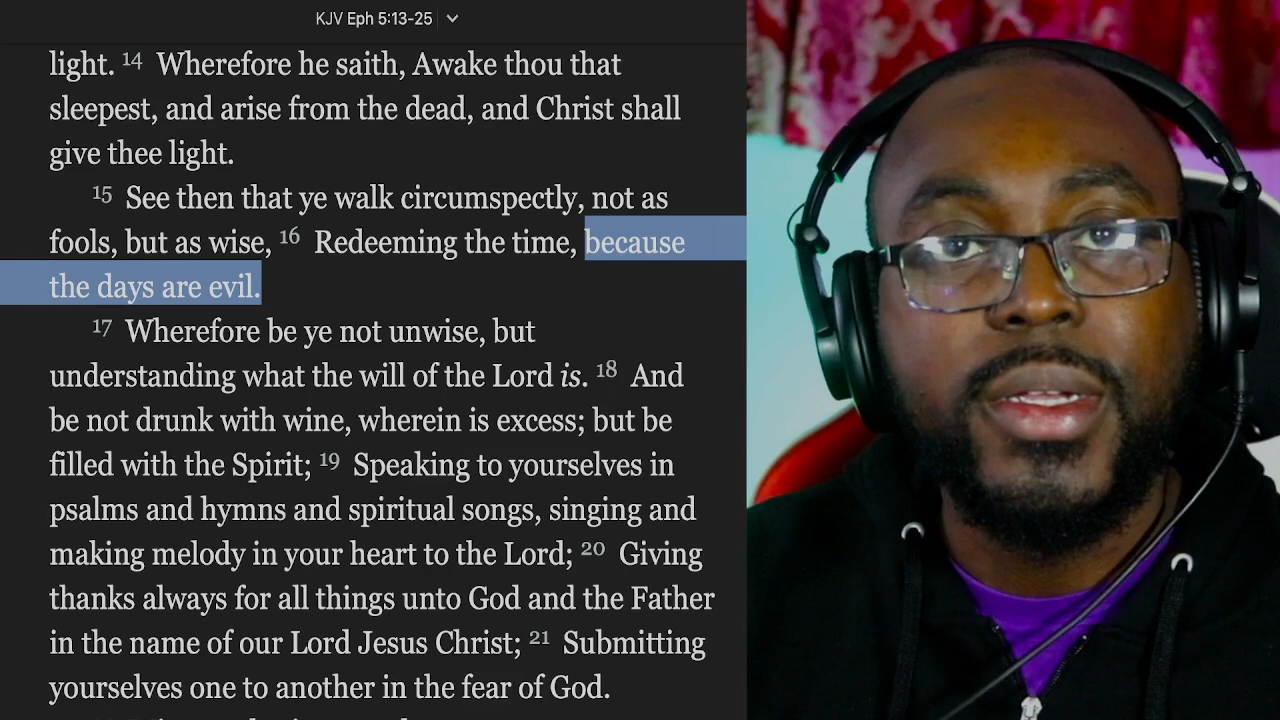 KJV Eph 5:13-25
light. 14 Wherefore he saith, Awake thou that
sleepest, and arise from the dead, and Christ shall
give thee light.
15 See then that ye walk circumspectly, not as
fools, but as wise, 16 Redeeming the time, because
the days are evil.
17 Wherefore be ye not unwise, but
understanding what the will of the Lord is. 18 And
be not drunk with wine, wherein is excess; but be
filled with the Spirit; 19 Speaking to yourselves in
psalms and hymns and spiritual songs, singing and
making melody in your heart to the Lord; 20 Giving
thanks always for all things unto God and the Father
in the name of our Lord Jesus Christ; 21 Submitting
yourselves one to another in the fear of God.